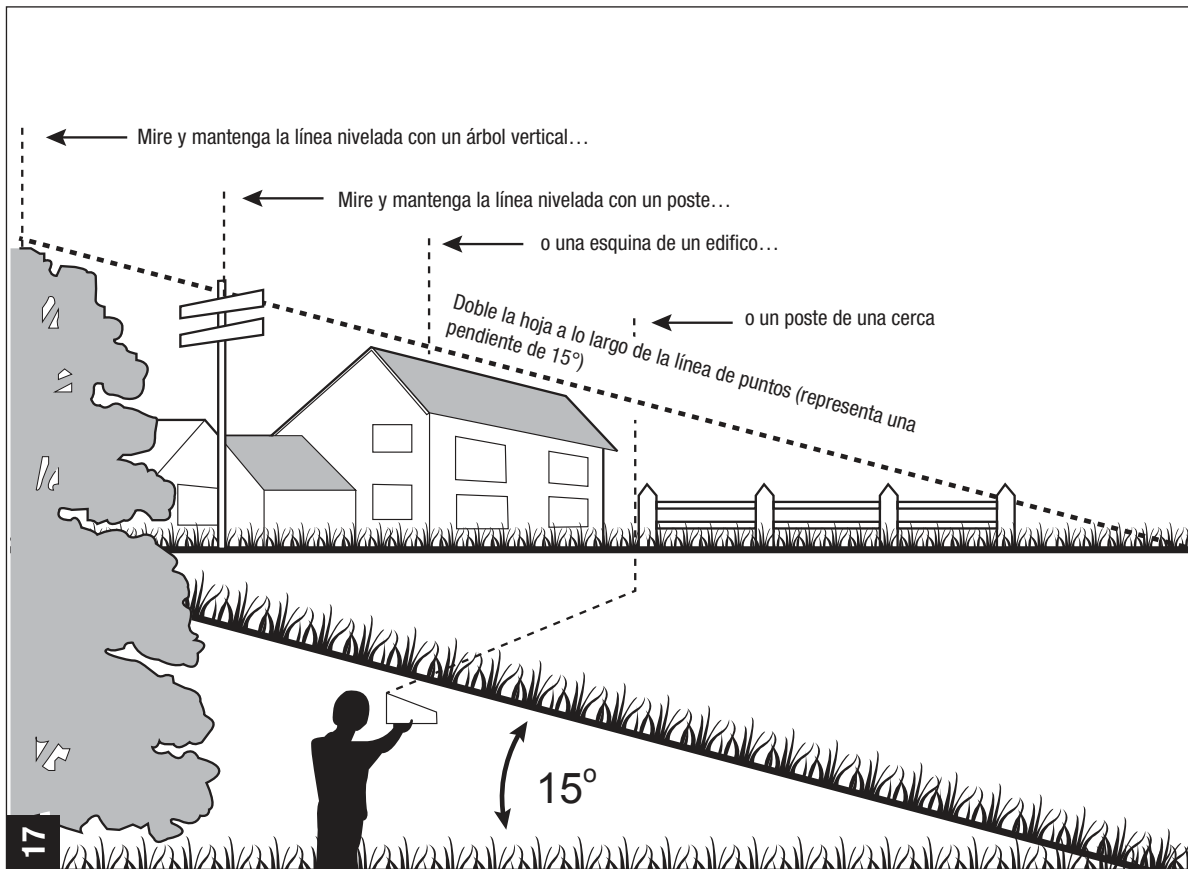 Mire y mantenga la línea nivelada con un árbol vertical…
Mire y mantenga la línea nivelada con un poste…
o una esquina de un edifico…
o un poste de una cerca
Doble la hoja a lo largo de la línea de puntos (representa una
pendiente de 15°)
15°
17